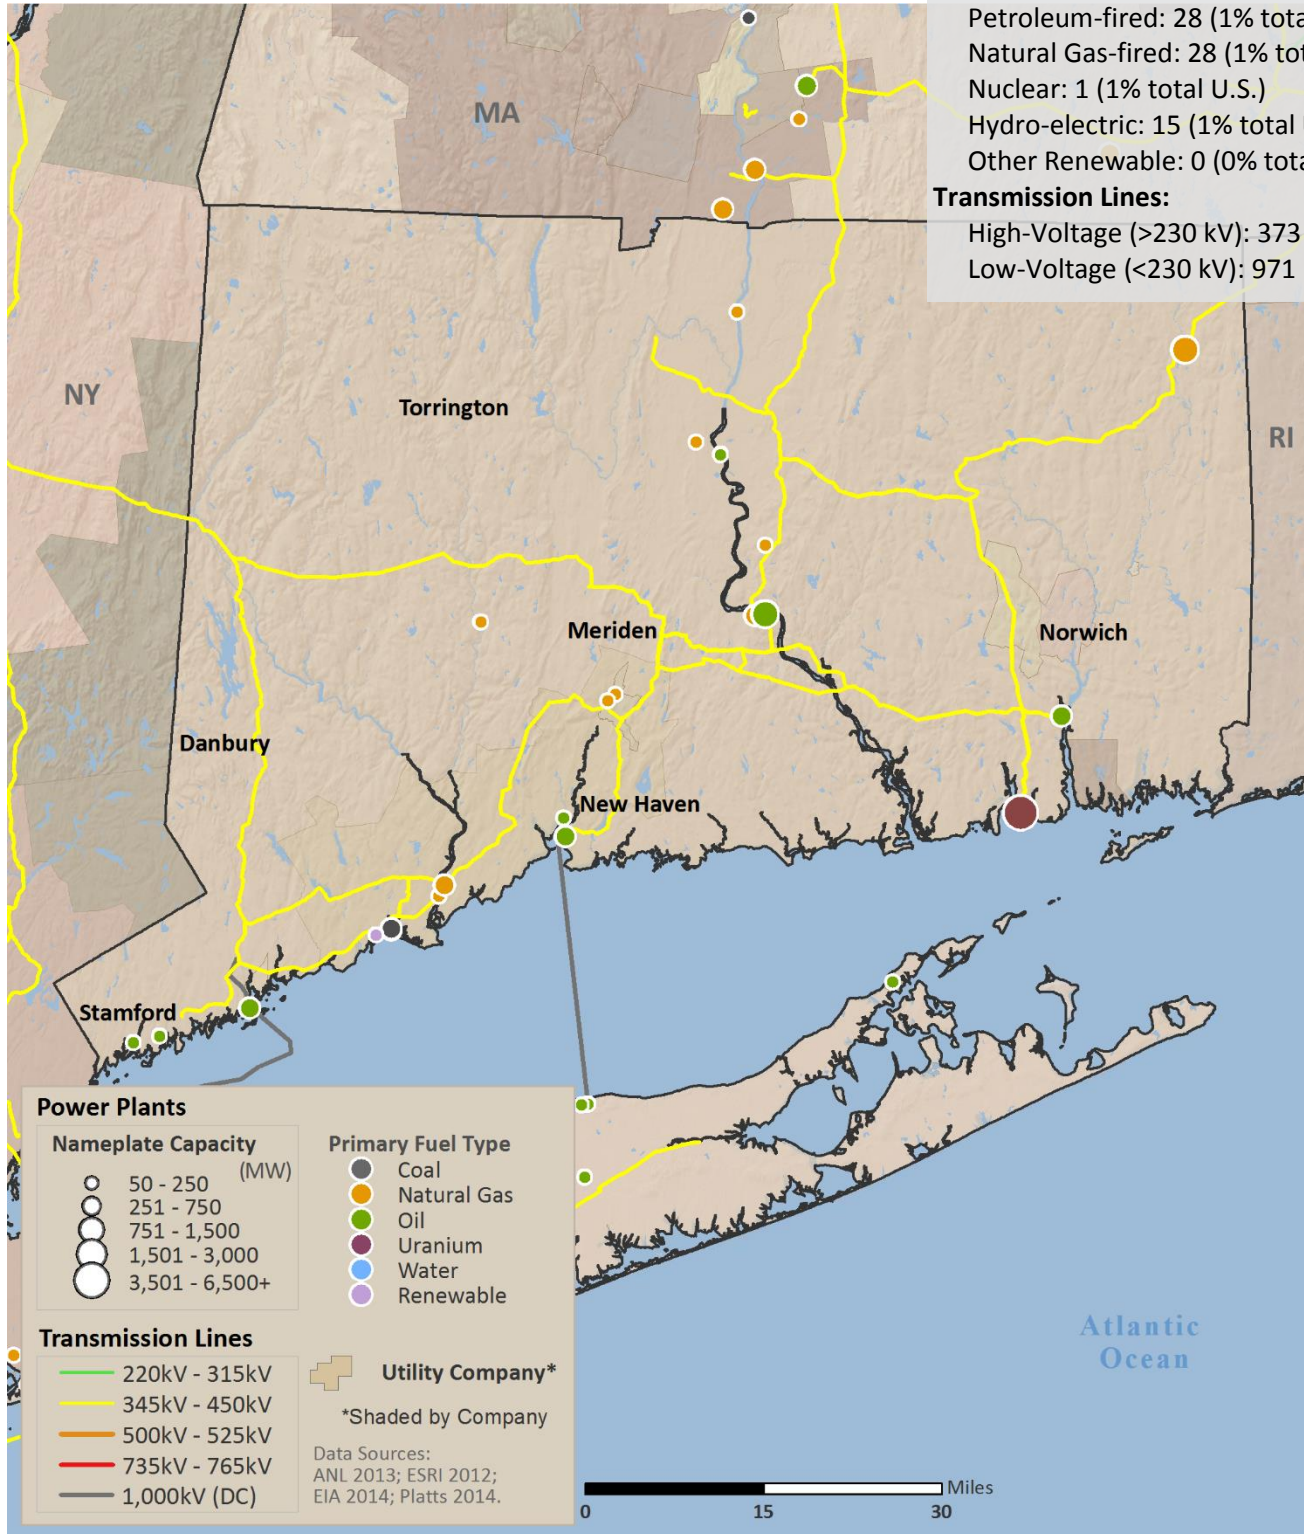 Petroleum-fired: 28 (1% tota
Natural Gas-fired: 28 (1% tot
Nuclear: 1 (1% total U.S.)
Hydro-electric: 15 (1% total
Other Renewable: 0 (0% tota
Transmission Lines:
High-Voltage (>230 kV): 373
Low-Voltage (<230 kV): 971
MA
NY
Torrington
RI
Meriden
Norwich
Danbury
New Haven
Stamford
Power Plants
Nameplate Capacity
(MW)
50 - 250
251 - 750
751 - 1,500
1,501 - 3,000
3,501 - 6,500+
Primary Fuel Type
Coal
Natural Gas
Oil
Uranium
Water
Renewable
Transmission Lines
220kV - 315kV
345kV - 450kV
500kV - 525kV
735kV - 765kV
1,000kV (DC)
Utility Company*
*Shaded by Company
Data Sources:
ANL 2013; ESRI 2012;
EIA 2014; Platts 2014.
Atlantic
Ocean
Miles
0 15 30